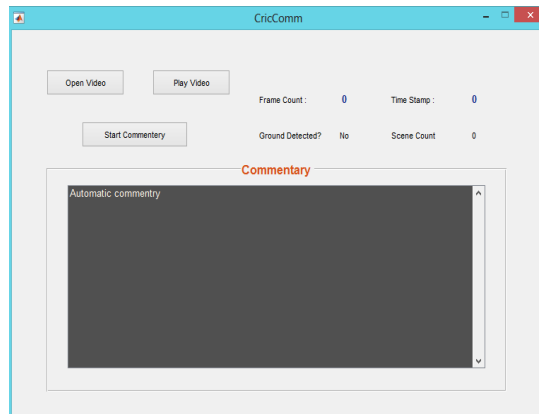 CricComm
Open Video
Play Video
Frame Count :
0
Time Stamp :
0
Start Commentery
Ground Detected?
No
Scene Count
0
Commentary
Automatic commentry